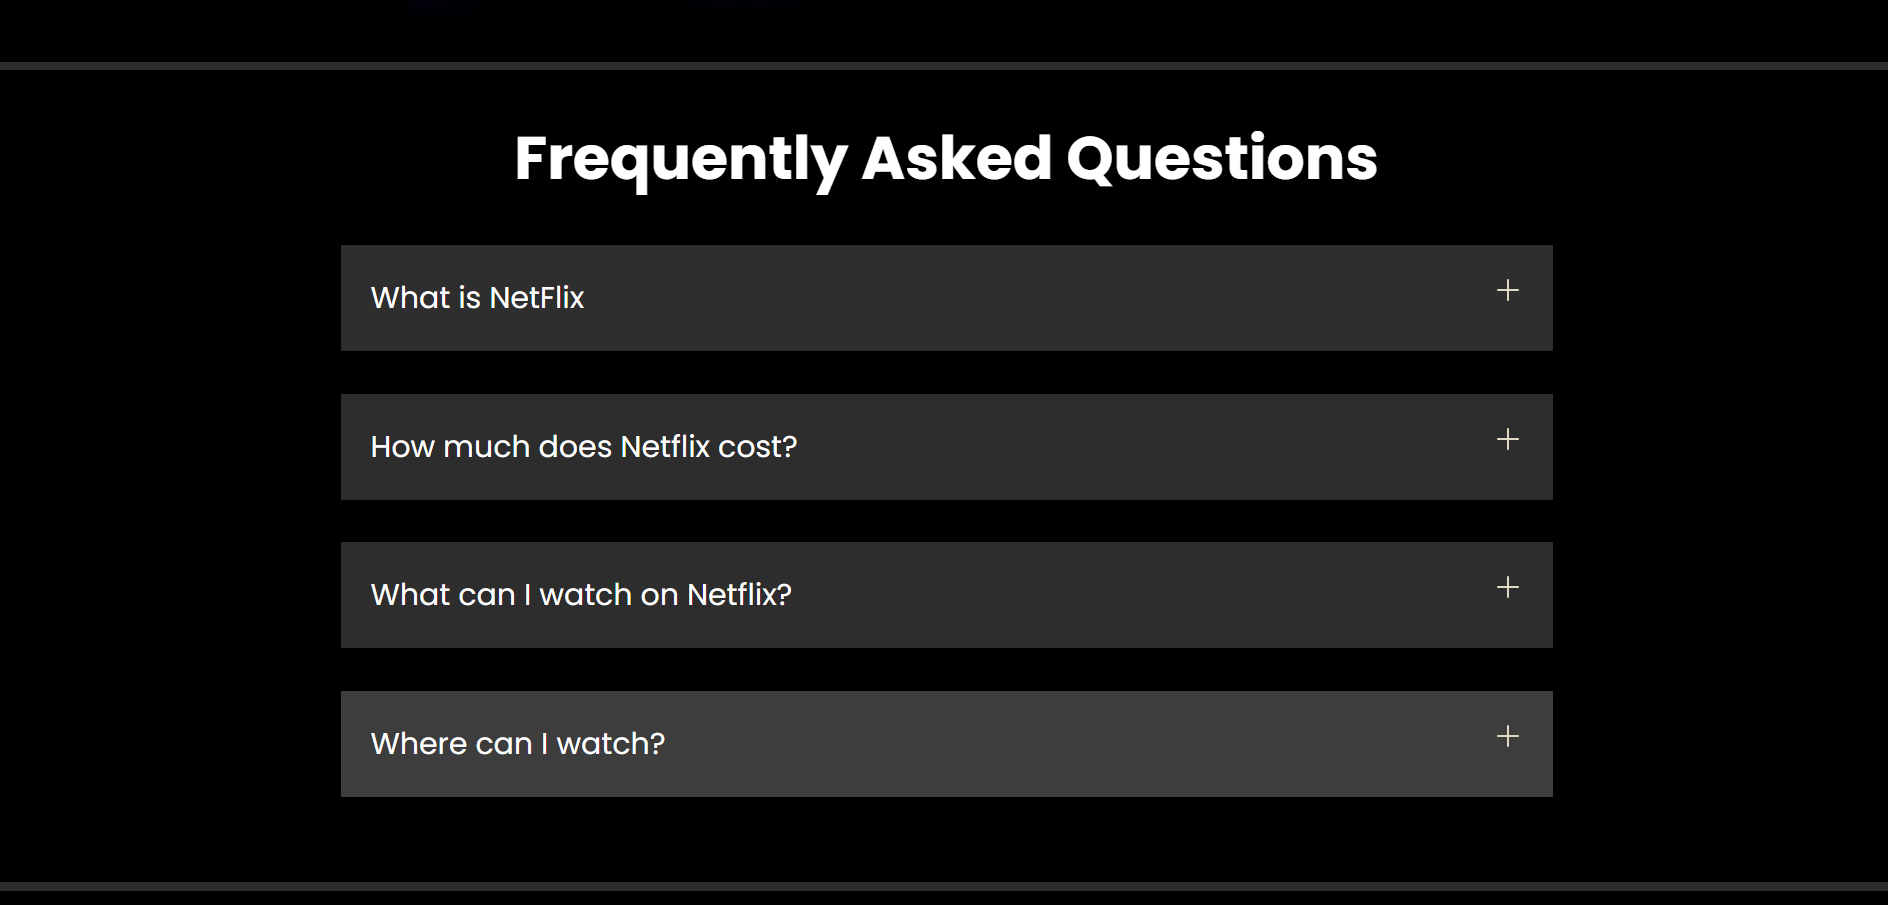 Frequently Asked Questions
What is NetFlix
How much does Netflix cost?
What can I watch on Netflix?
Where can I watch?